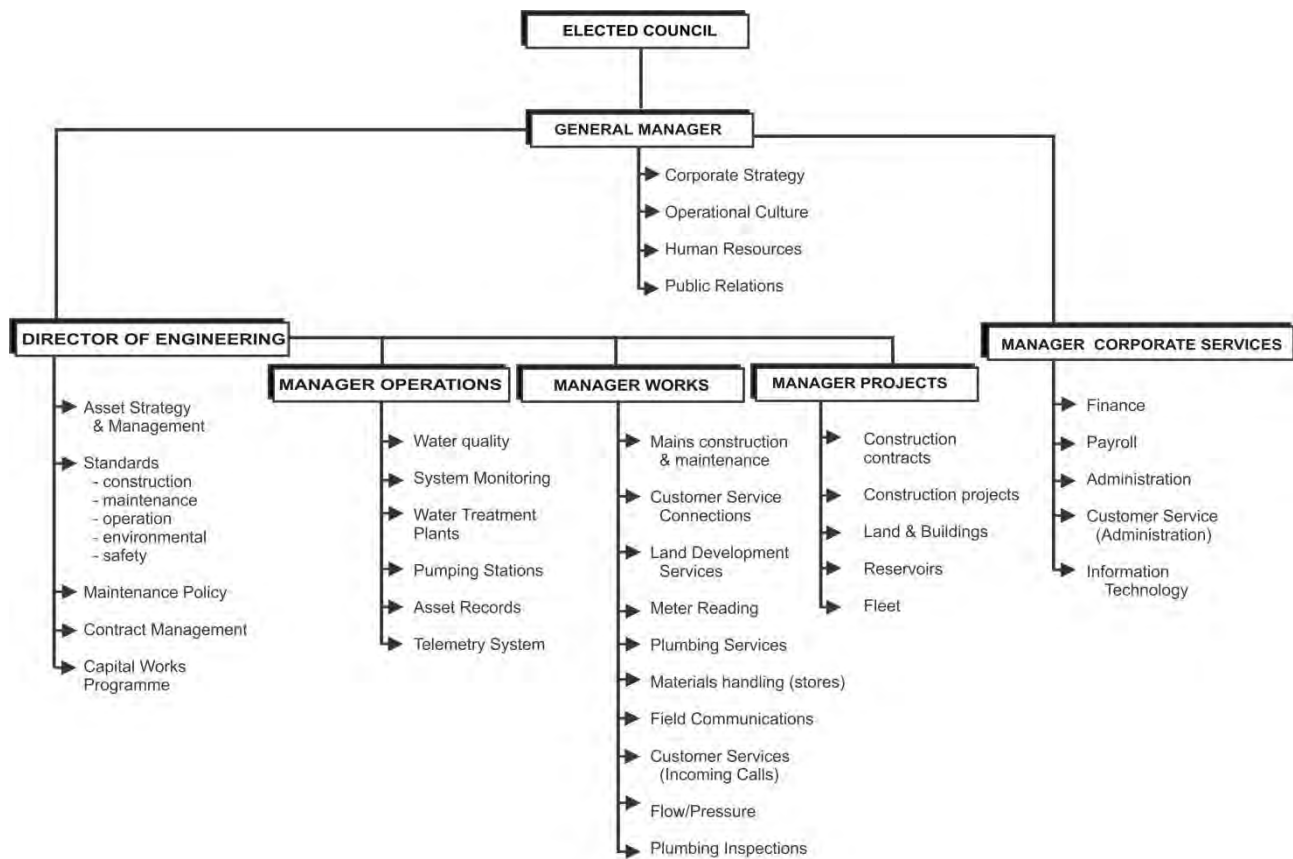 ELECTED COUNCIL
GENERAL MANAGER
Corporate Strategy
Operational Culture
Human Resources
Public Relations
DIRECTOR OF ENGINEERING
Asset Strategy
& Management
Standards
- construction
- maintenance
- operation
- environmental
- safety
Maintenance Policy
Contract Management
Capital Works
Programme
MANAGER OPERATIONS
Water quality
System Monitoring
Water Treatment
Plants
Pumping Stations
Asset Records
Telemetry System
MANAGER WORKS
Mains construction
& maintenance
Customer Service
Connections
Land Development
Services
Meter Reading
Plumbing Services
Materials handling (stores)
Field Communications
Customer Services
(Incoming Calls)
Flow/Pressure
Plumbing Inspections
MANAGER PROJECTS
Construction
contracts
Construction projects
Land & Buildings
Reservoirs
Fleet
MANAGER CORPORATE SERVICES
Finance
Payroll
Administration
Customer Service
(Administration)
Information
Technology